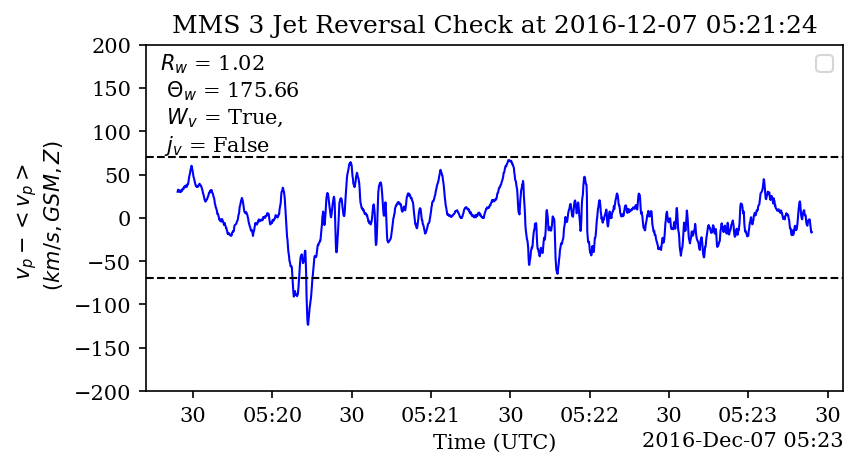 MMS 3 Jet Reversal Check at 2016-12-07 05:21:24
R_w = 1.02
Θ_w = 175.66
W_v = True,
j_v = False
v_p − < v_p >
(km/s, GSM, Z)
200
150
100
50
0
−50
−100
−150
−200
30 05:20 30 05:21 30 05:22 30 05:23 30
Time (UTC)
2016-Dec-07 05:23